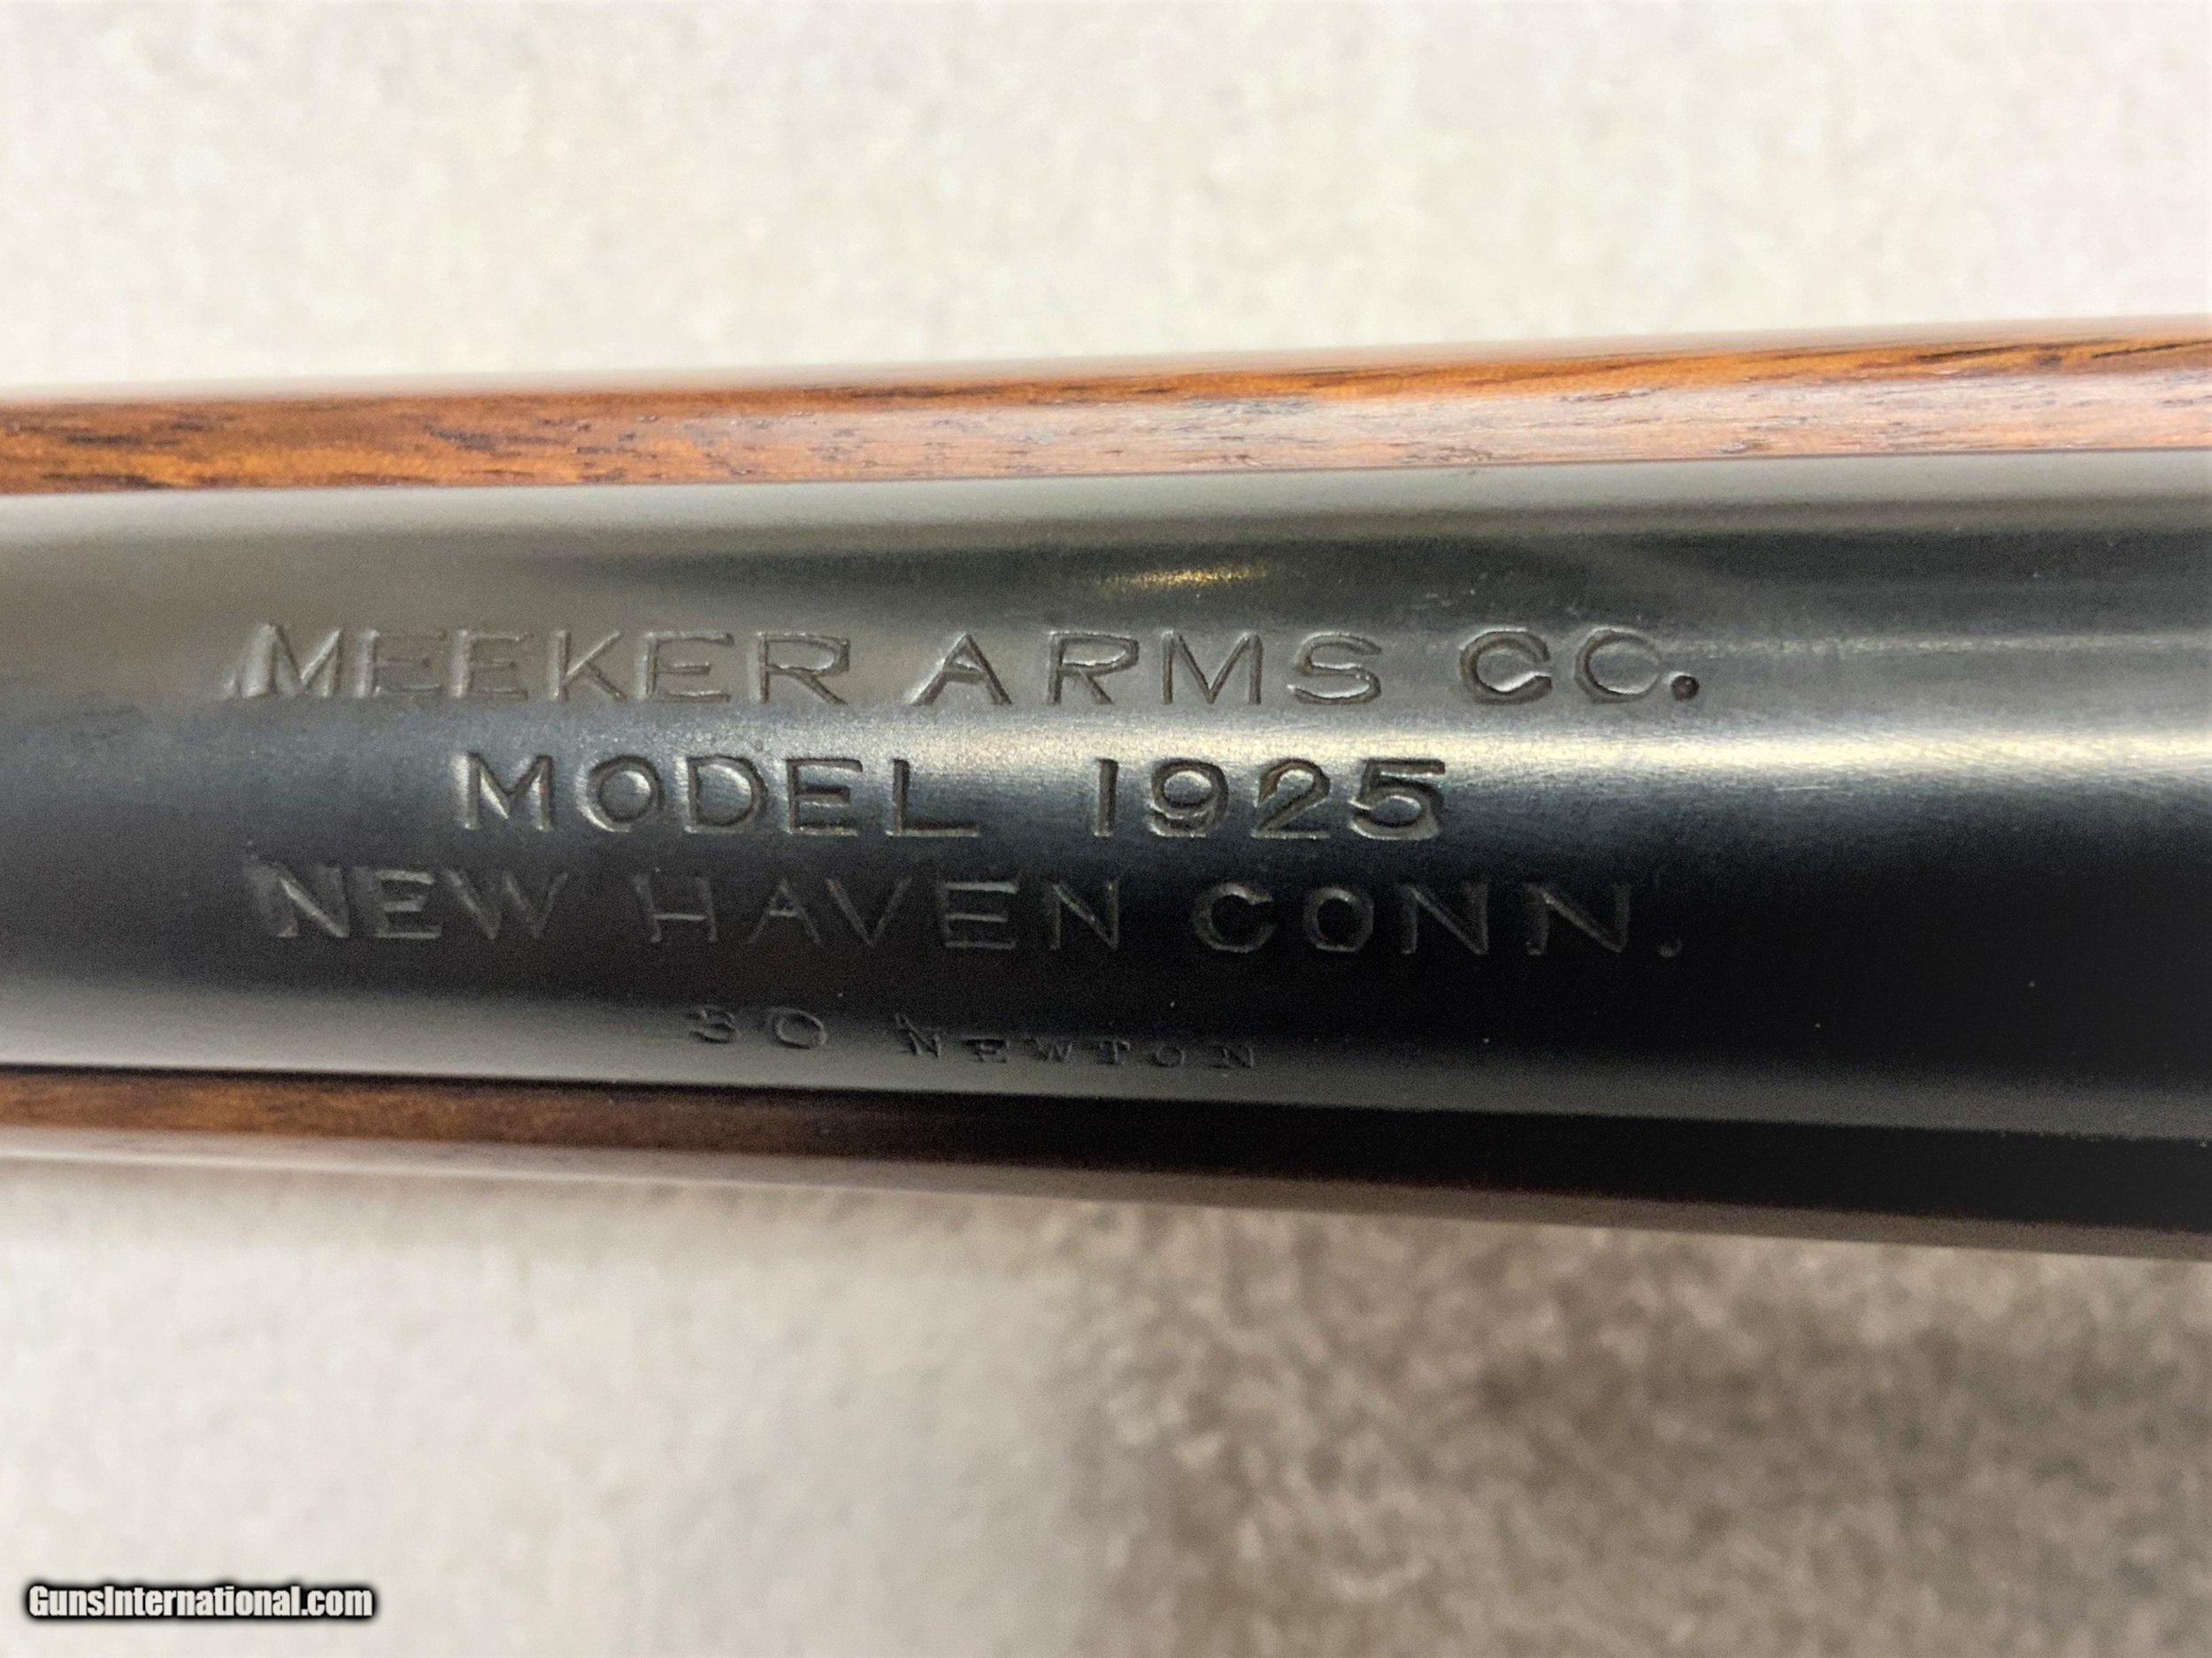 MEEKER ARMS CO.
MODEL 1925
NEW HAVEN CONN.
30 NEWTON
GunsInternational.com